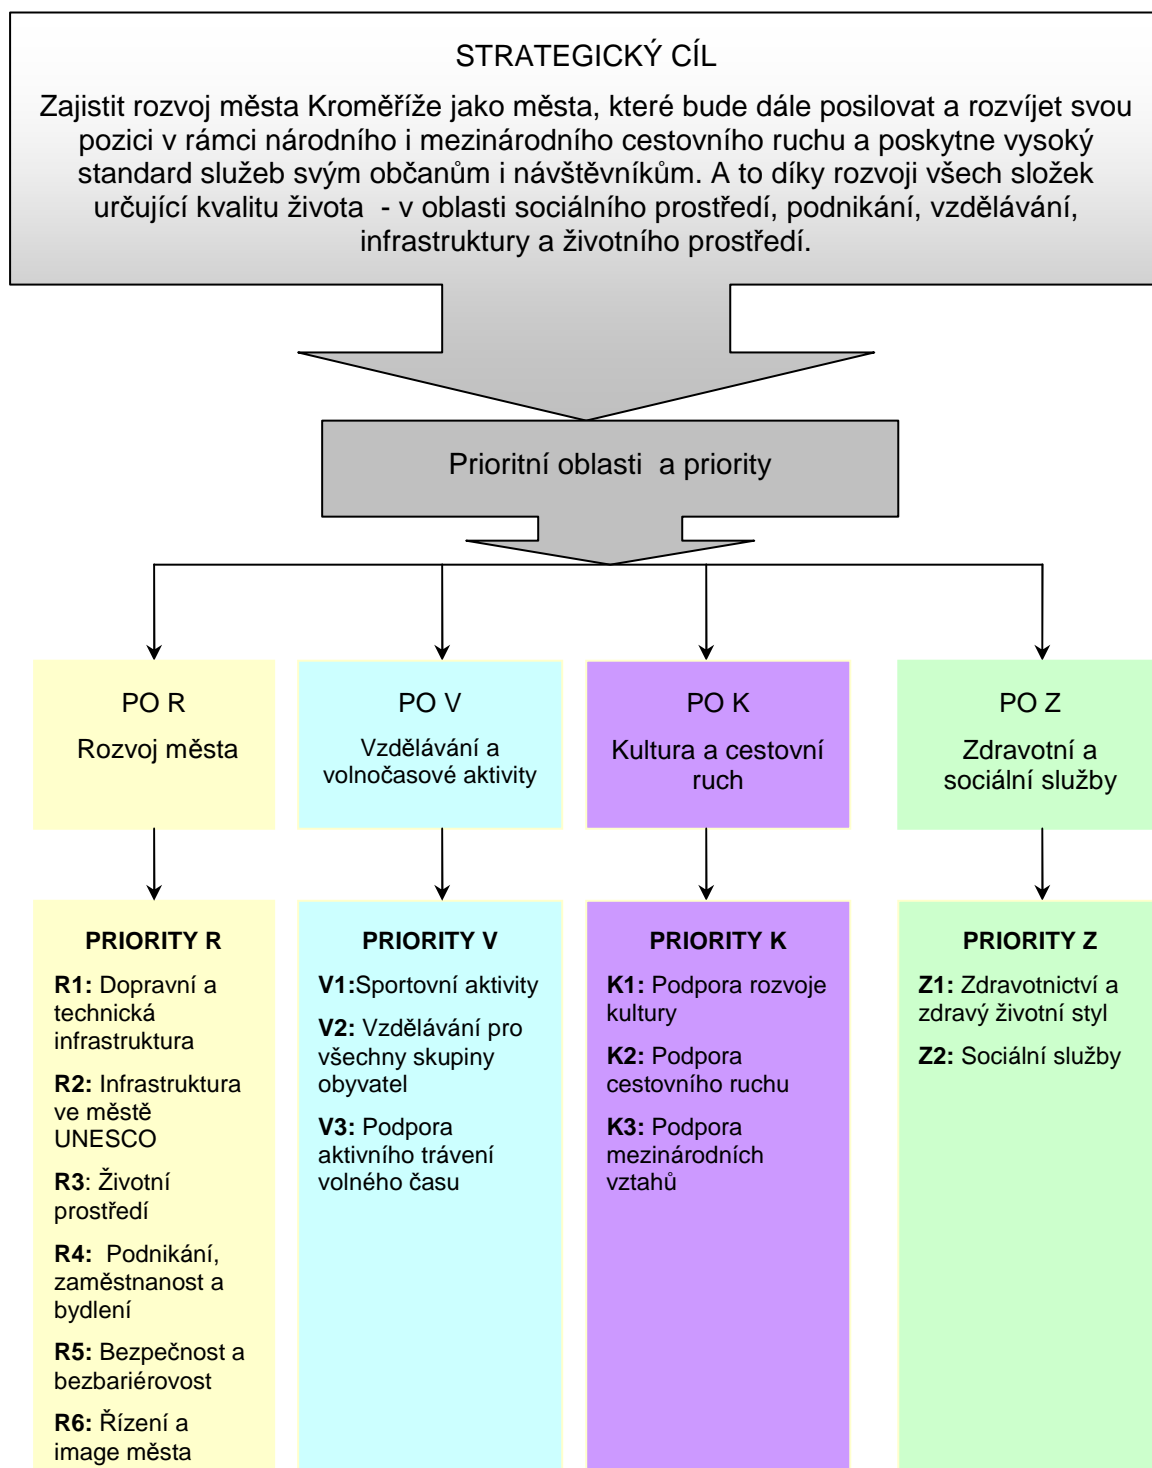 STRATEGICKÝ CÍL
Zajistit rozvoj města Kroměříže jako města, které bude dále posilovat a rozvíjet svou
pozici v rámci národního i mezinárodního cestovního ruchu a poskytne vysoký
standard služeb svým občanům i návštěvníkům. A to díky rozvoji všech složek
určující kvalitu života - v oblasti sociálního prostředí, podnikání, vzdělávání,
infrastruktury a životního prostředí.
Prioritní oblasti a priority
PO R
Rozvoj města
PO V
Vzdělávání a
volnočasové aktivity
PO K
Kultura a cestovní
ruch
PO Z
Zdravotní a
sociální služby
PRIORITY R
R1: Dopravní a
technická
infrastruktura
R2: Infrastruktura
ve městě
UNESCO
R3: Životní
prostředí
R4: Podnikání,
zaměstnanost a
bydlení
R5: Bezpečnost a
bezbariérovost
R6: Řízení a
image města
PRIORITY V
V1:Sportovní aktivity
V2: Vzdělávání pro
všechny skupiny
obyvatel
V3: Podpora
aktivního trávení
volného času
PRIORITY K
K1: Podpora rozvoje
kultury
K2: Podpora
cestovního ruchu
K3: Podpora
mezinárodních
vztahů
PRIORITY Z
Z1: Zdravotnictví a
zdravý životní styl
Z2: Sociální služby